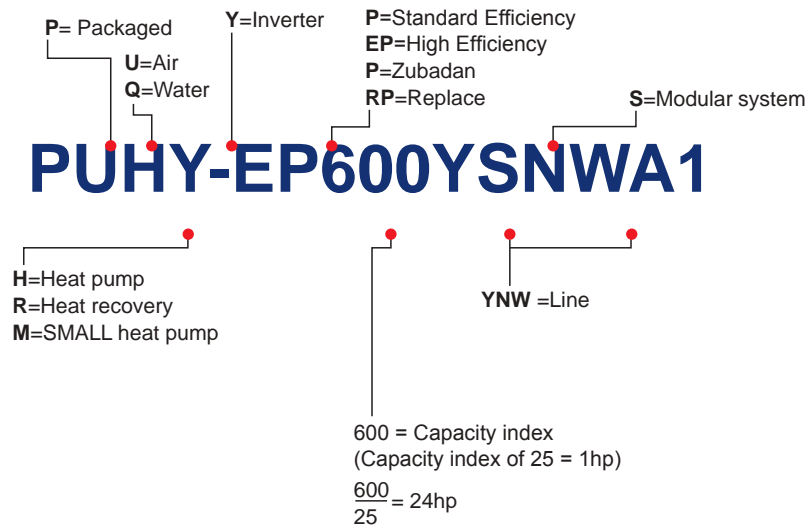 P= Packaged
U=Air
Q=Water
Y=Inverter
P=Standard Efficiency
EP=High Efficiency
P=Zubadan
RP=Replace
S=Modular system
PUHY-EP600YSNWA1
H=Heat pump
R=Heat recovery
M=SMALL heat pump
YNW =Line
600 = Capacity index
(Capacity index of 25 = 1hp)
600
25
= 24hp